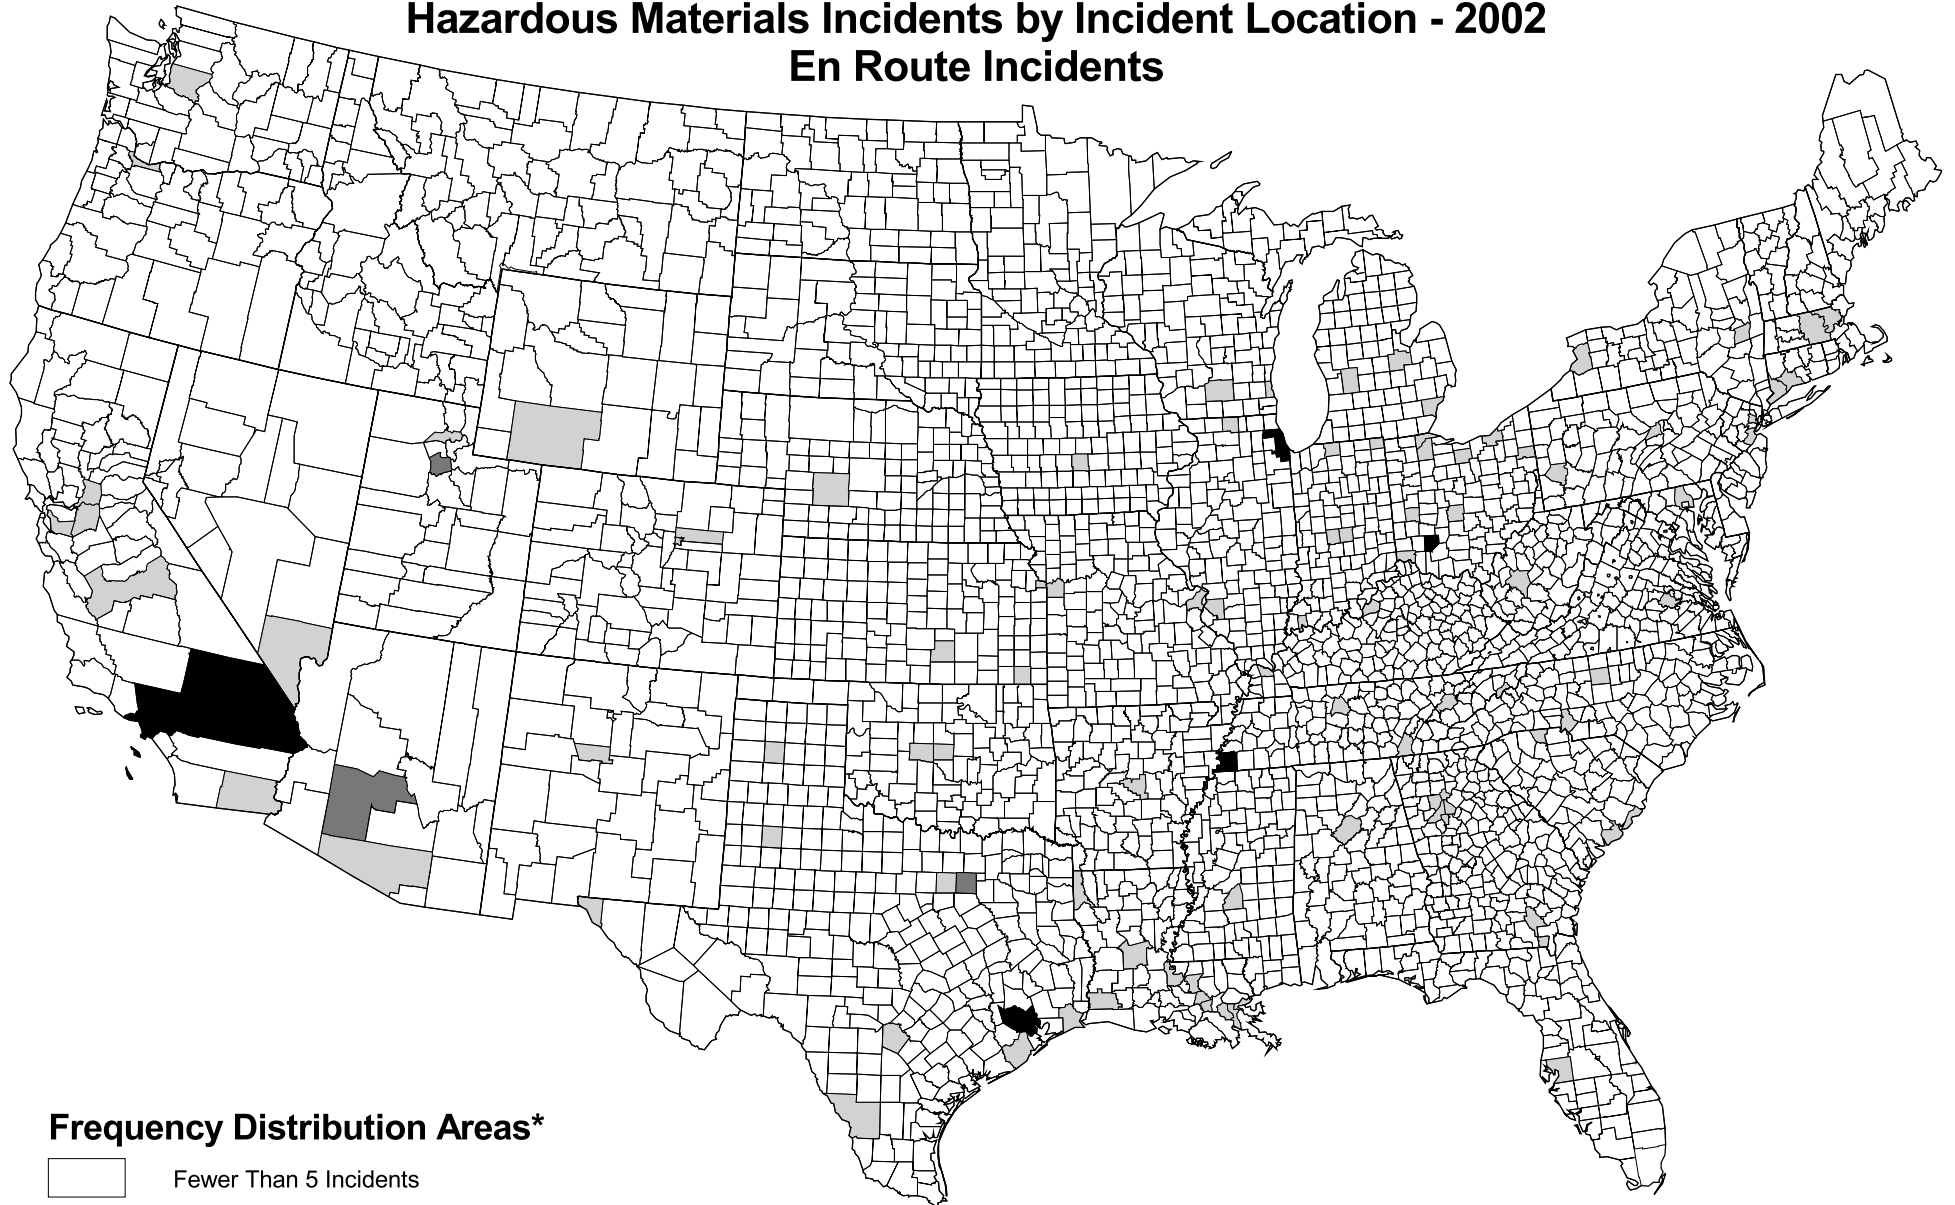 Hazardous Materials Incidents by Incident Location - 2002
En Route Incidents
Frequency Distribution Areas*
Fewer Than 5 Incidents